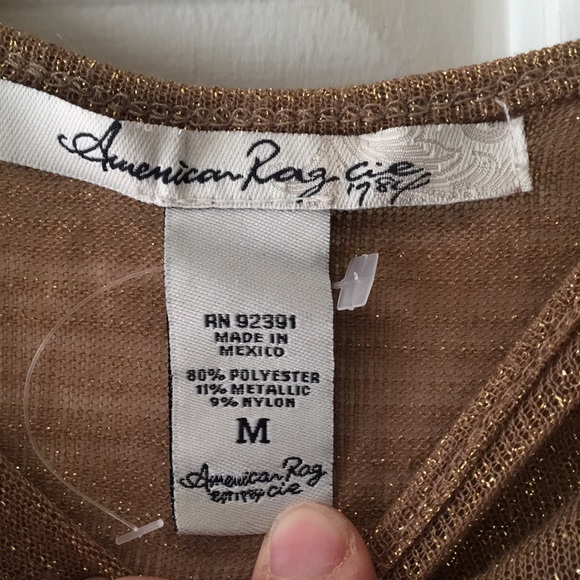 American Rag cie
1984
RN 92391
MADE IN
MEXICO
80% POLYESTER
11% METALLIC
9% NYLON
M
American Rag
cie